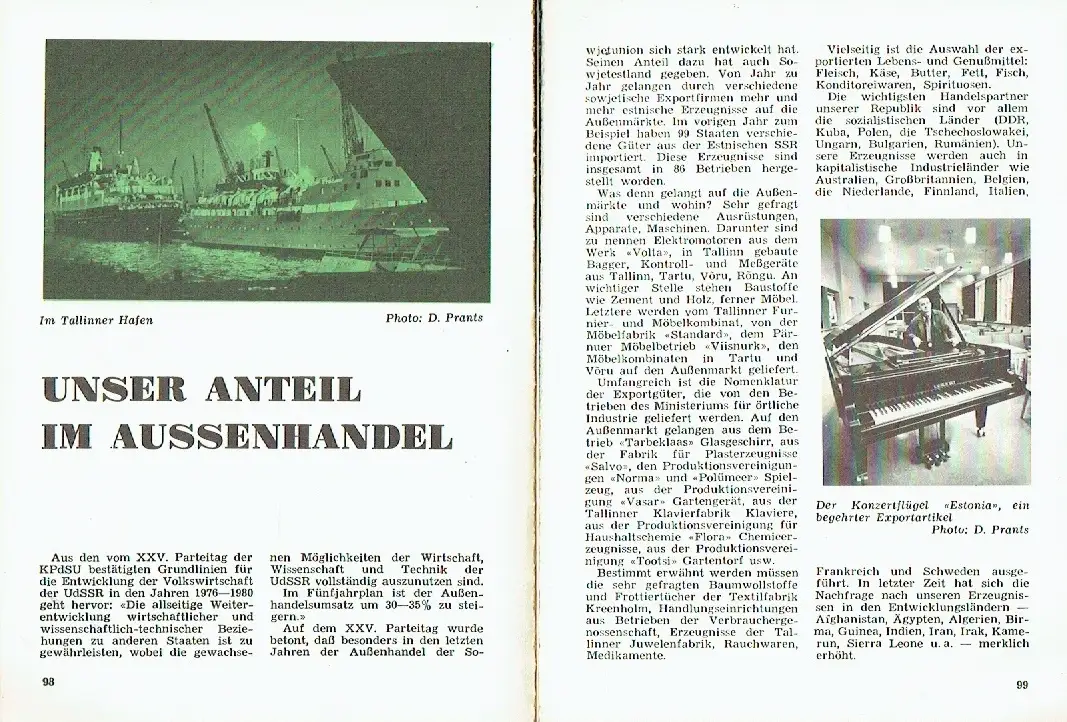 Im Tallinner Hafen
Photo: D. Prants
UNSER ANTEIL
IM AUSSENHANDEL
Aus den vom XXV. Parteitag der
KPdSU bestätigten Grundlinien für
die Entwicklung der Volkswirtschaft
der UdSSR in den Jahren 1976—1980
geht hervor: «Die allseitige Weiter-
entwicklung wirtschaftlicher und
wissenschaftlich-technischer Bezie-
hungen zu anderen Staaten ist zu
gewährleisten, wobei die gewachse-
nen Möglichkeiten der Wirtschaft,
Wissenschaft und Technik der
UdSSR vollständig auszunutzen sind.
Im Fünfjahrplan ist der Außen-
handelsumsatz um 30—35% zu stei-
gern.»
Auf dem XXV. Parteitag wurde
betont, daß besonders in den letzten
Jahren der Außenhandel der So-
98
wjetunion sich stark entwickelt hat.
Seinen Anteil dazu hat auch So-
wjetestland gegeben. Von Jahr zu
Jahr gelangen durch verschiedene
sowjetische Exportfirmen mehr und
mehr estnische Erzeugnisse auf die
Außenmärkte. Im vorigen Jahr zum
Beispiel haben 99 Staaten verschie-
dene Güter aus der Estnischen SSR
importiert. Diese Erzeugnisse sind
insgesamt in 86 Betrieben herge-
stellt worden.
Was denn gelangt auf die Außen-
märkte und wohin? Sehr gefragt
sind verschiedene Ausrüstungen,
Apparate, Maschinen. Darunter sind
zu nennen Elektromotoren aus dem
Werk «Volta», in Tallinn gebaute
Bagger, Kontroll- und Meßgeräte
aus Tallinn, Tartu, Võru, Rõngu. An
wichtiger Stelle stehen Baustoffe
wie Zement und Holz, ferner Möbel.
Letztere werden vom Tallinner Fur-
nier- und Möbelkombinat, von der
Möbelfabrik «Standard», dem Pär-
nuer Möbelbetrieb «Viisnurk», den
Möbelkombinaten in Tartu und
Võru auf den Außenmarkt geliefert.
Umfangreich ist die Nomenklatur
der Exportgüter, die von den Be-
trieben des Ministeriums für örtliche
Industrie geliefert werden. Auf den
Außenmarkt gelangen aus dem Be-
trieb «Tarbeklaas» Glasgeschirr, aus
der Fabrik für Plasterzeugnisse
«Salvo», den Produktionsvereinigun-
gen «Norma» und «Polümeer» Spiel-
zeug, aus der Produktionsvereini-
gung «Vasar» Gartengerät, aus der
Tallinner Klavierfabrik Klaviere,
aus der Produktionsvereinigung für
Haushaltschemie «Flora» Chemieer-
zeugnisse, aus der Produktionsverei-
nigung «Tootsi» Gartentorf usw.
Bestimmt erwähnt werden müssen
die sehr gefragten Baumwollstoffe
und Frottiertücher der Textilfabrik
Kreenholm, Handlungseinrichtungen
aus Betrieben der Verbraucherge-
nossenschaft, Erzeugnisse der Tal-
linner Juwelenfabrik, Rauchwaren,
Medikamente.
Vielseitig ist die Auswahl der ex-
portierten Lebens- und Genußmittel:
Fleisch, Käse, Butter, Fett, Fisch,
Konditoreiwaren, Spirituosen.
Die wichtigsten Handelspartner
unserer Republik sind vor allem
die sozialistischen Länder (DDR,
Kuba, Polen, die Tschechoslowakei,
Ungarn, Bulgarien, Rumänien). Un-
sere Erzeugnisse werden auch in
kapitalistische Industrieländer wie
Australien, Großbritannien, Belgien,
die Niederlande, Finnland, Italien,
Der Konzertflügel «Estonia», ein
begehrter Exportartikel
Photo: D. Prants
Frankreich und Schweden ausge-
führt. In letzter Zeit hat sich die
Nachfrage nach unseren Erzeugnis-
sen in den Entwicklungsländern —
Afghanistan, Ägypten, Algerien, Bir-
ma, Guinea, Indien, Iran, Irak, Kame-
run, Sierra Leone u. a. — merklich
erhöht.
99